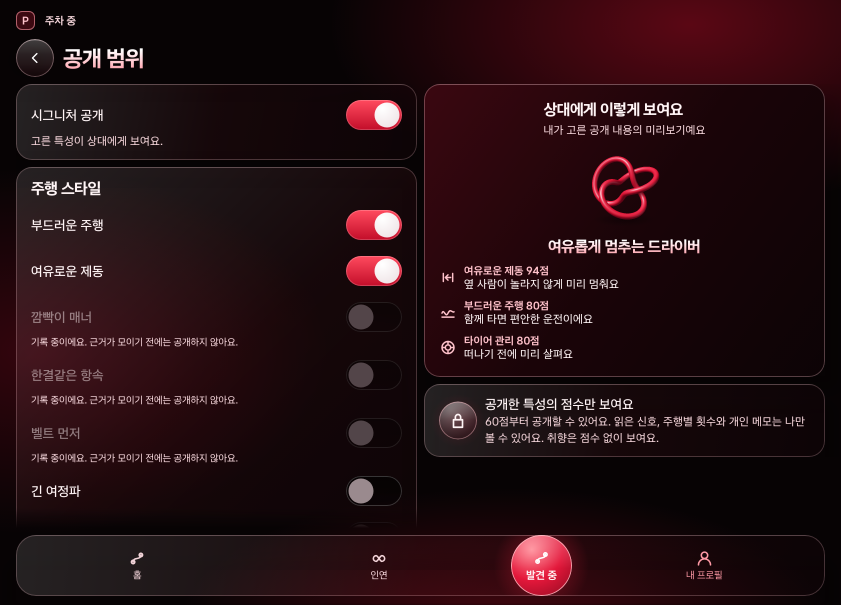 P 주차 중
공개 범위
시그니처 공개
고른 특성이 상대에게 보여요.
주행 스타일
부드러운 주행
여유로운 제동
깜빡이 매너
기록 중이에요. 근거가 모이기 전에는 공개하지 않아요.
한결같은 항속
기록 중이에요. 근거가 모이기 전에는 공개하지 않아요.
벨트 먼저
기록 중이에요. 근거가 모이기 전에는 공개하지 않아요.
긴 여정파
상대에게 이렇게 보여요
내가 고른 공개 내용의 미리보기예요
여유롭게 멈추는 드라이버
여유로운 제동 94점
옆 사람이 놀라지 않게 미리 멈춰요
부드러운 주행 80점
함께 타면 편안한 운전이에요
타이어 관리 80점
떠나기 전에 미리 살펴요
공개한 특성의 점수만 보여요
60점부터 공개할 수 있어요. 읽은 신호, 주행별 횟수와 개인 메모는 나만
볼 수 있어요. 취향은 점수 없이 보여요.
홈
인연
발견 중
내 프로필